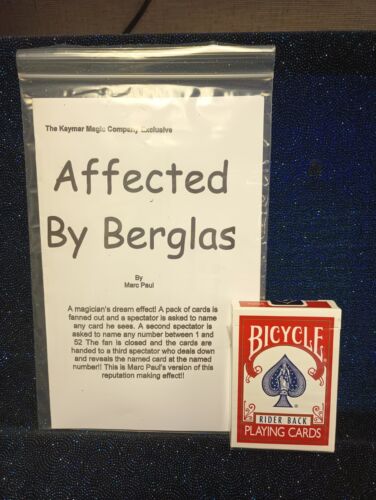 The Kaymar Magic Company Exclusive
Affected
By Berglas
By
Marc Paul
A magician's dream effect! A pack of cards is
fanned out and a spectator is asked to name
any card he sees. A second spectator is
asked to name any number between 1 and
52 The fan is closed and the cards are
handed to a third spectator who deals down
and reveals the named card at the named
number!! This is Marc Paul's version of this
reputation making effect!!
BICYCLE
®
RIDER BACK
PLAYING CARDS